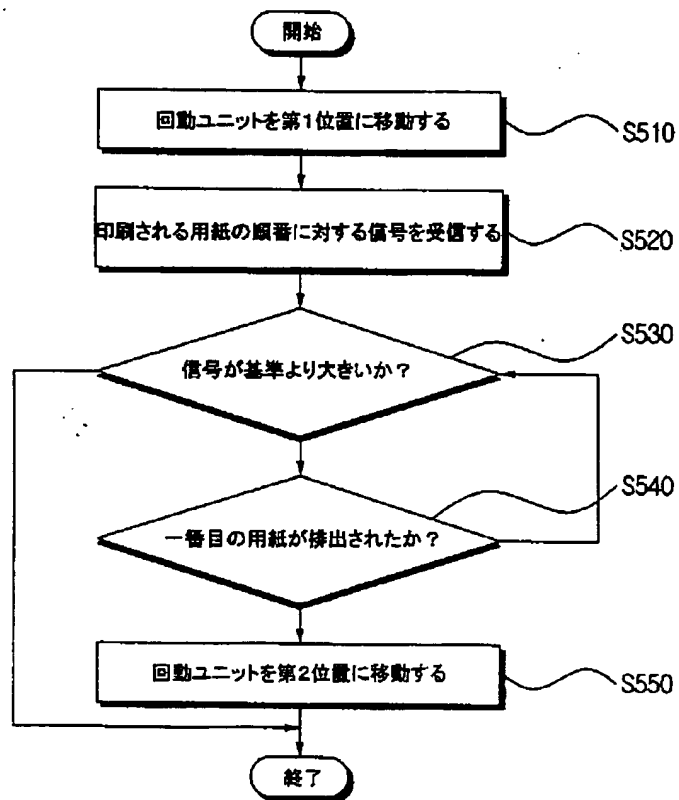 開始
回動ユニットを第1位置に移動する
S510
印刷される用紙の順番に対する信号を受信する
S520
信号が基準より大きいか？
S530
一番目の用紙が排出されたか？
S540
回動ユニットを第2位置に移動する
S550
終了